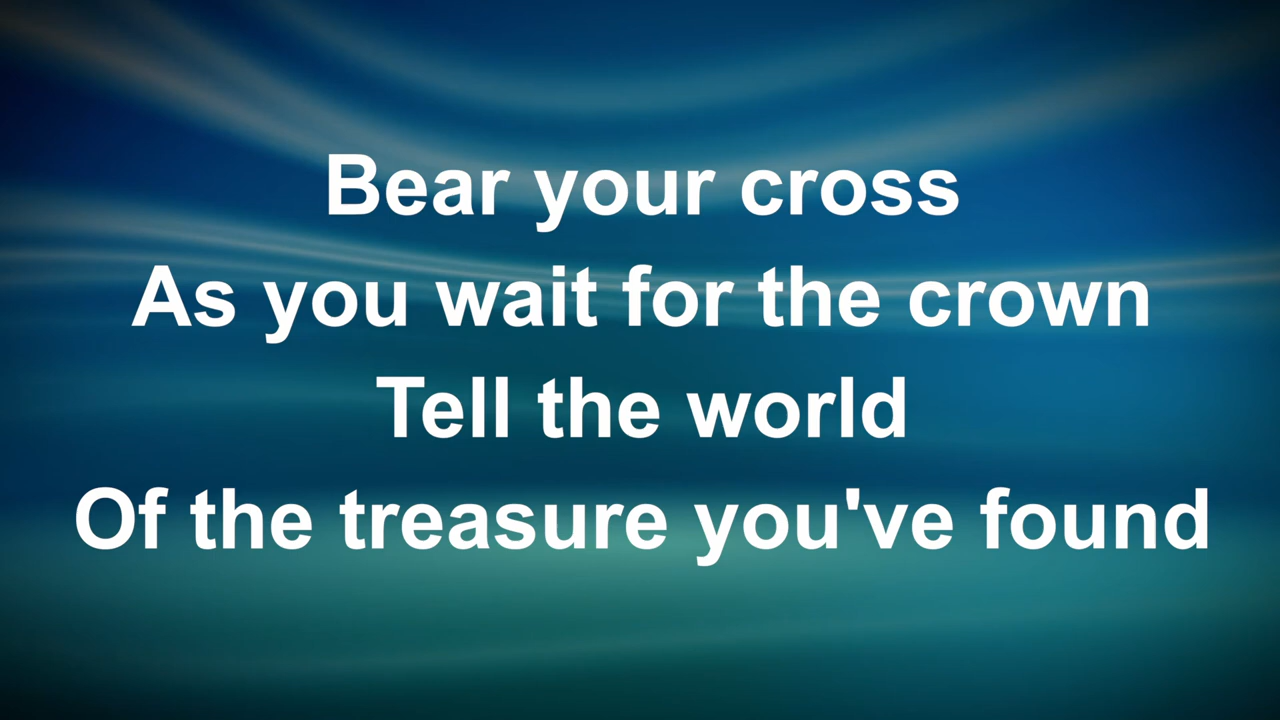 Bear your cross
As you wait for the crown
Tell the world
Of the treasure you've found